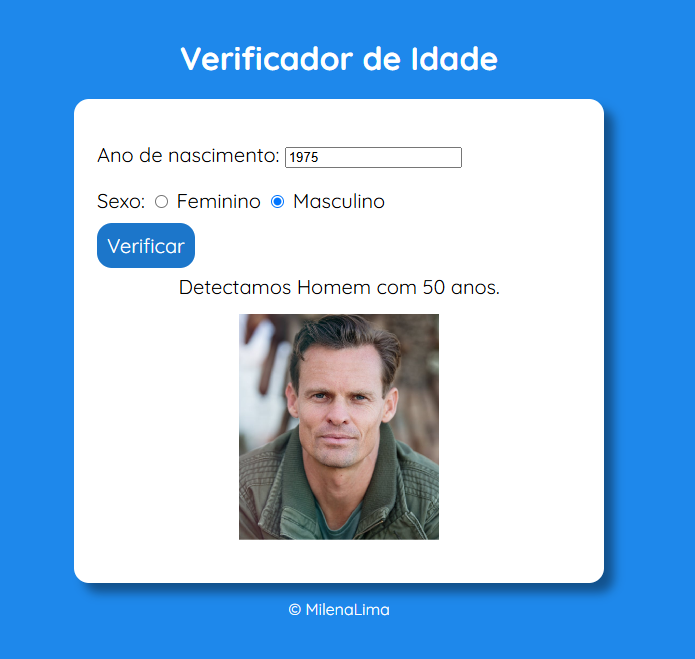 Verificador de Idade
Ano de nascimento: 1975
Sexo: Feminino Masculino
Verificar
Detectamos Homem com 50 anos.
© MilenaLima